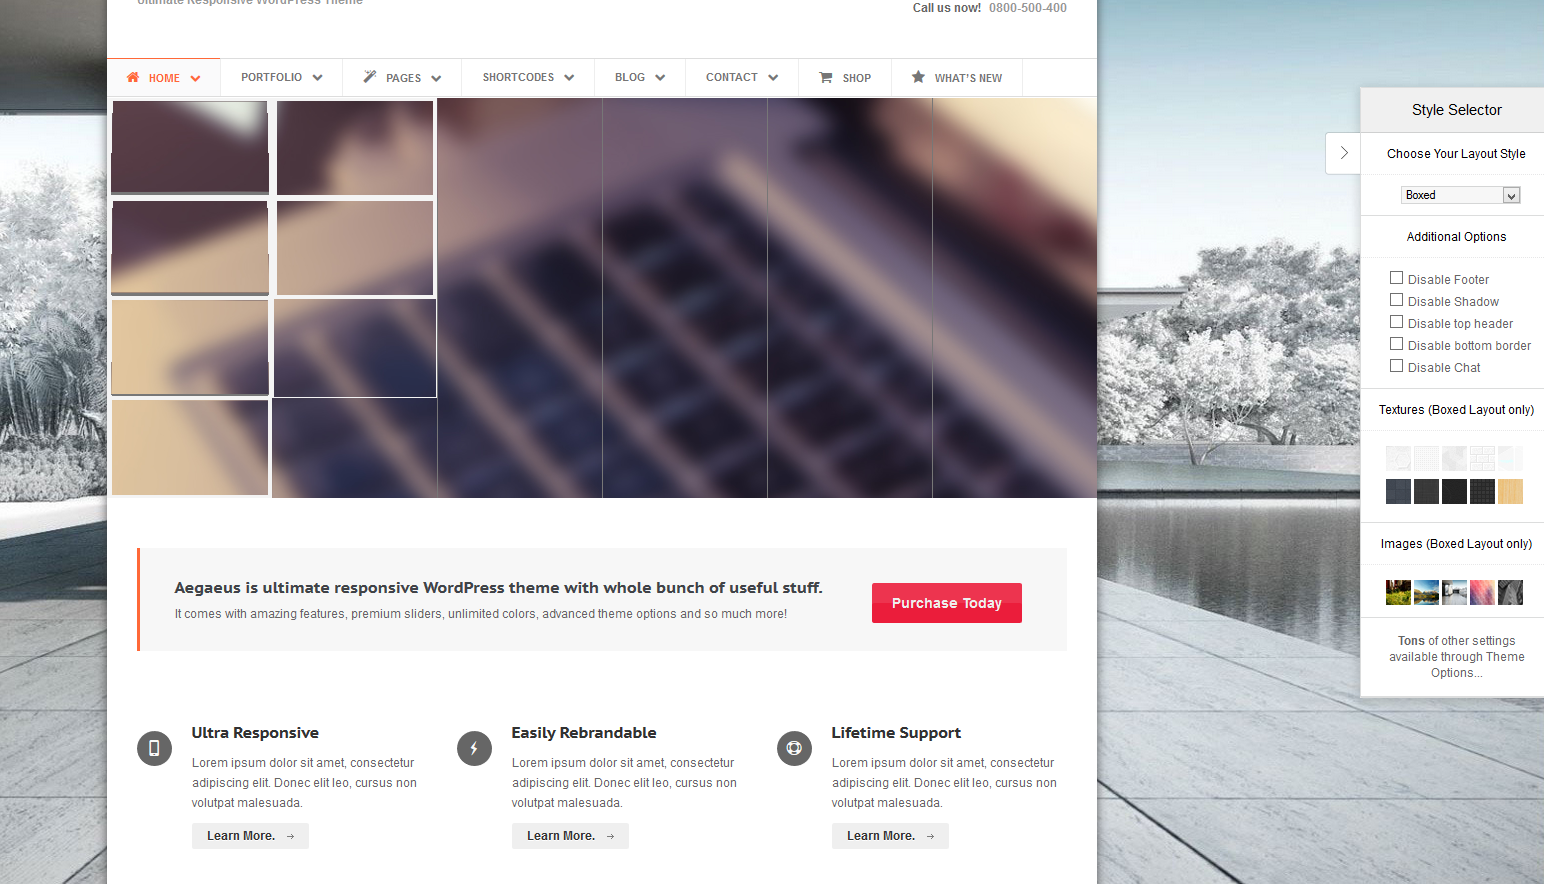 Ultimate Responsive WordPress Theme
Call us now! 0800-500-400
HOME PORTFOLIO PAGES SHORTCODES BLOG CONTACT SHOP WHAT'S NEW
Aegaeus is ultimate responsive WordPress theme with whole bunch of useful stuff.
It comes with amazing features, premium sliders, unlimited colors, advanced theme options and so much more!
Purchase Today
Ultra Responsive
Lorem ipsum dolor sit amet, consectetur
adipiscing elit. Donec elit leo, cursus non
volutpat malesuada.
Learn More. →
Easily Rebrandable
Lorem ipsum dolor sit amet, consectetur
adipiscing elit. Donec elit leo, cursus non
volutpat malesuada.
Learn More. →
Lifetime Support
Lorem ipsum dolor sit amet, consectetur
adipiscing elit. Donec elit leo, cursus non
volutpat malesuada.
Learn More. →
Style Selector
Choose Your Layout Style
Boxed
Additional Options
Disable Footer
Disable Shadow
Disable top header
Disable bottom border
Disable Chat
Textures (Boxed Layout only)
Images (Boxed Layout only)
Tons of other settings
available through Theme
Options...